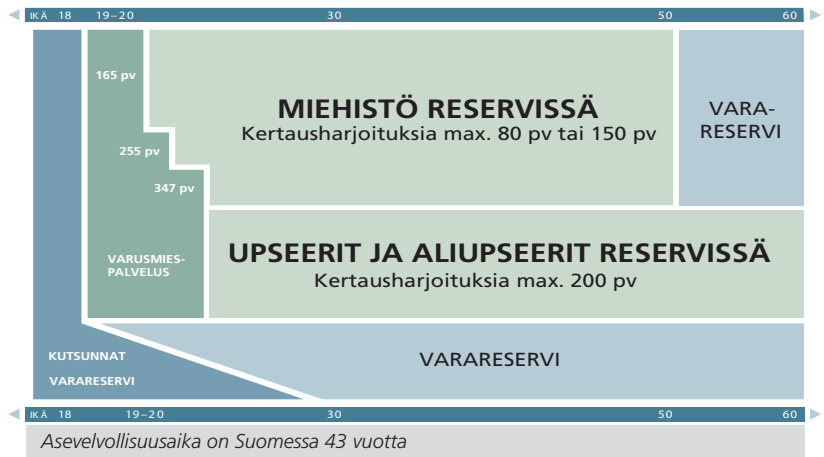 IKÄ 18 19–20 30 50 60
165 pv
MIEHISTÖ RESERVISSÄ
Kertausharjoituksia max. 80 pv tai 150 pv
VARA-
RESERVI
255 pv
347 pv
VARUSMIES-
PALVELUS
UPSEERIT JA ALIUPSEERIT RESERVISSÄ
Kertausharjoituksia max. 200 pv
KUTSUNNAT
VARARESERVI
VARARESERVI
IKÄ 18 19–20 30 50 60
Asevelvollisuusaika on Suomessa 43 vuotta